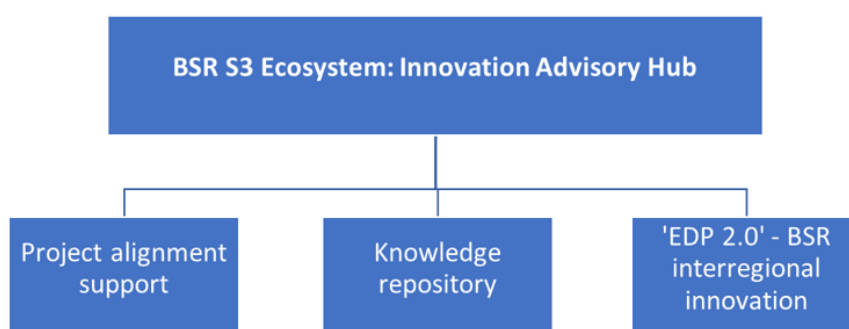 BSR S3 Ecosystem: Innovation Advisory Hub
Project alignment
support
Knowledge
repository
'EDP 2.0' - BSR
interregional
innovation